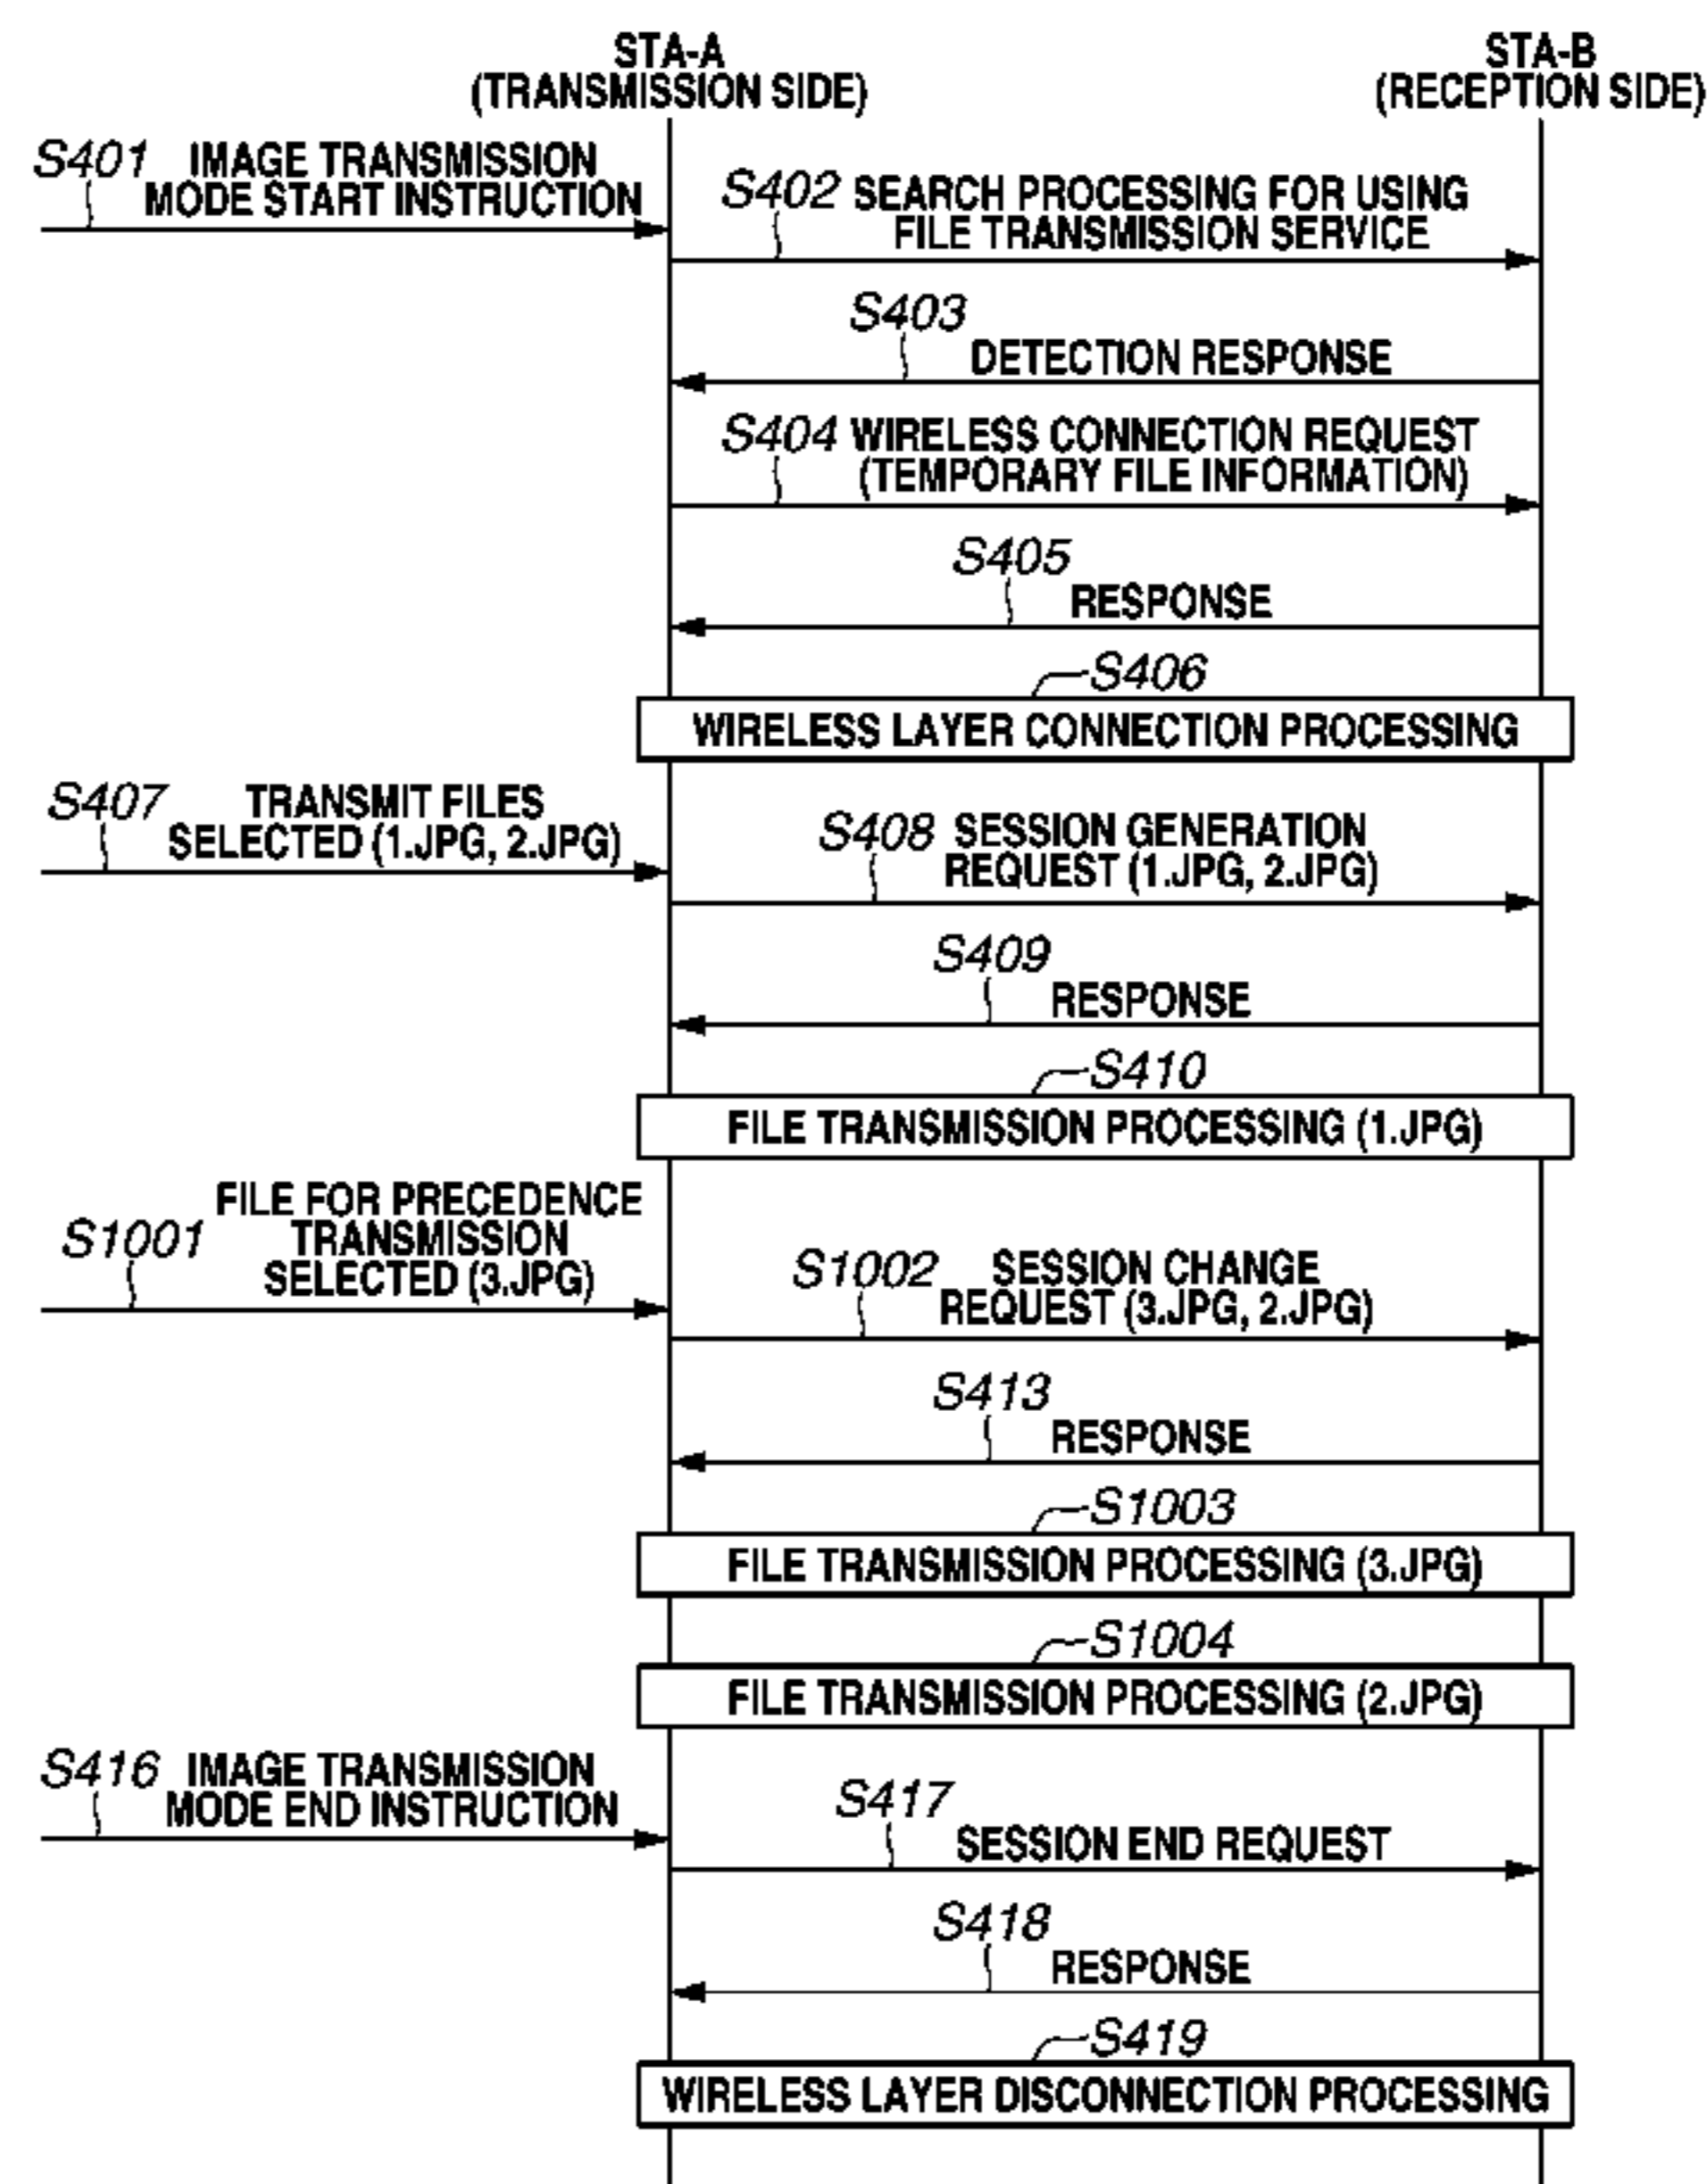 STA-A
(TRANSMISSION SIDE)
STA-B
(RECEPTION SIDE)
S401
IMAGE TRANSMISSION
MODE START INSTRUCTION
S402
SEARCH PROCESSING FOR USING
FILE TRANSMISSION SERVICE
S403
DETECTION RESPONSE
S404
WIRELESS CONNECTION REQUEST
(TEMPORARY FILE INFORMATION)
S405
RESPONSE
S406
WIRELESS LAYER CONNECTION PROCESSING
S407
TRANSMIT FILES
SELECTED (1.JPG, 2.JPG)
S408
SESSION GENERATION
REQUEST (1.JPG, 2.JPG)
S409
RESPONSE
S410
FILE TRANSMISSION PROCESSING (1.JPG)
S1001
FILE FOR PRECEDENCE
TRANSMISSION
SELECTED (3.JPG)
S1002
SESSION CHANGE
REQUEST (3.JPG, 2.JPG)
S413
RESPONSE
S1003
FILE TRANSMISSION PROCESSING (3.JPG)
S1004
FILE TRANSMISSION PROCESSING (2.JPG)
S416
IMAGE TRANSMISSION
MODE END INSTRUCTION
S417
SESSION END REQUEST
S418
RESPONSE
S419
WIRELESS LAYER DISCONNECTION PROCESSING